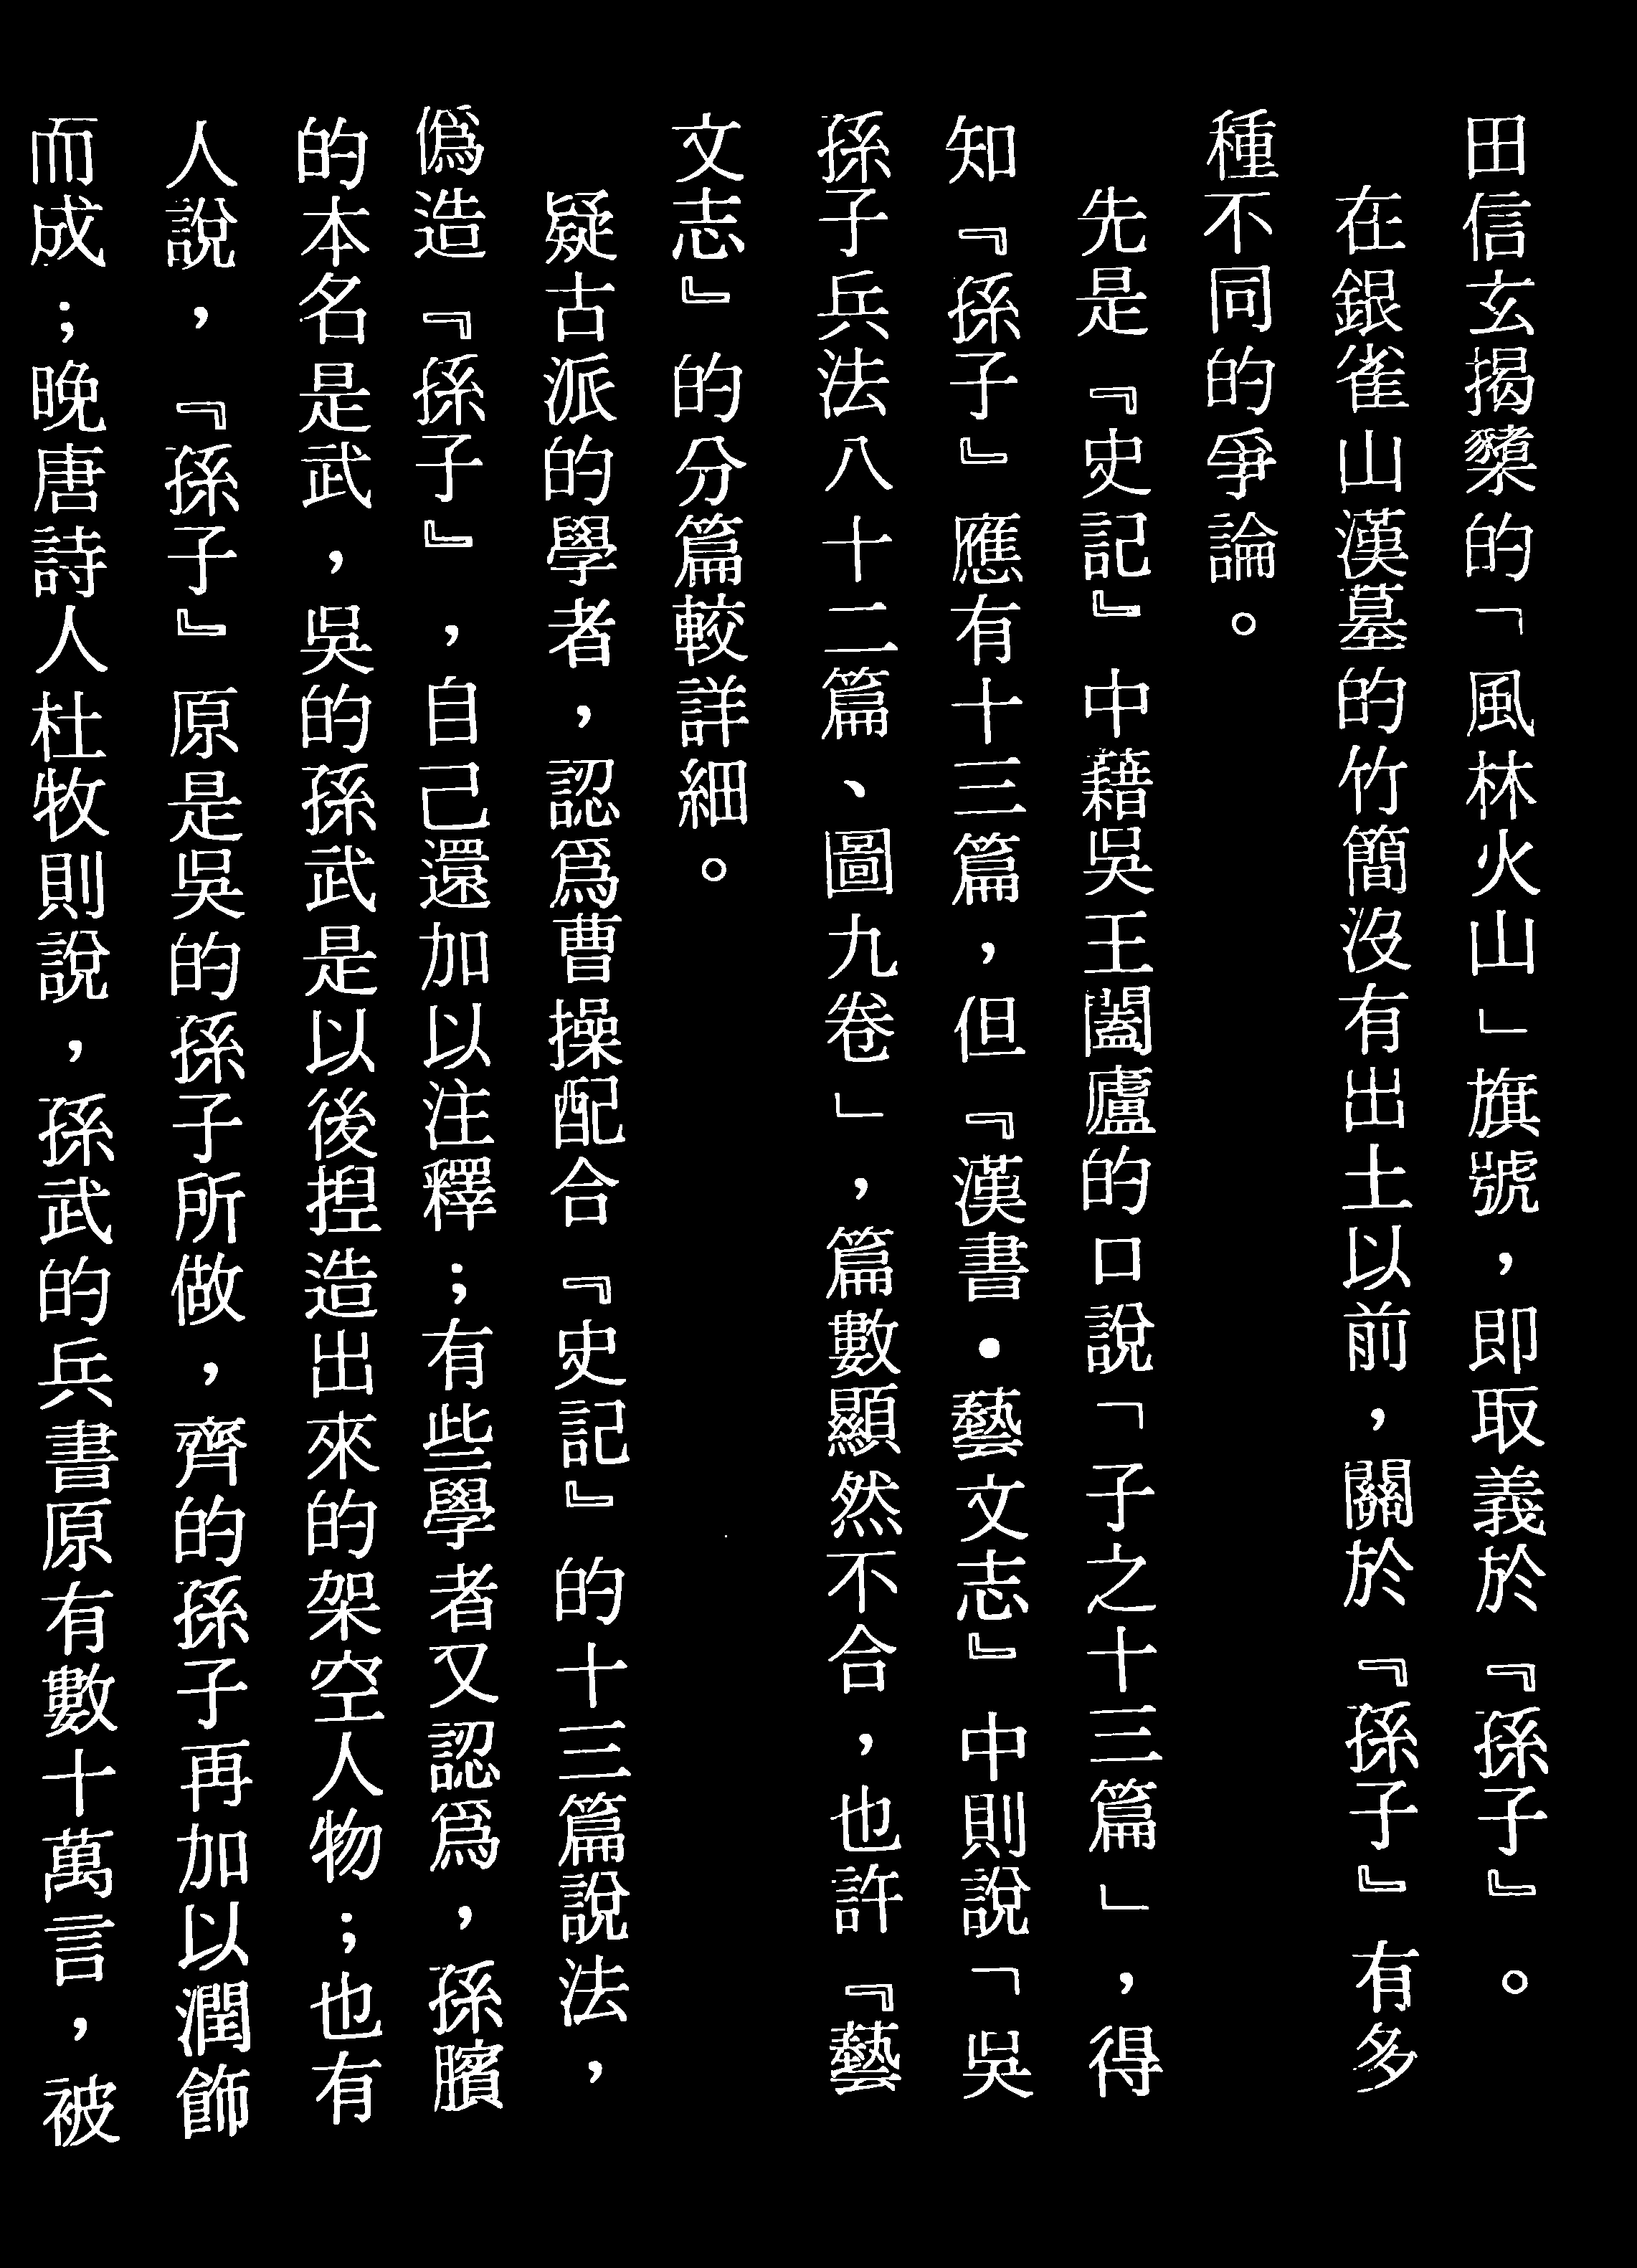 田信玄揭櫫的「風林火山」旗號，即取義於『孫子』。
在銀雀山漢墓的竹簡沒有出土以前，關於『孫子』有多
種不同的爭論。
先是『史記』中藉吳王闔廬的口說「子之十三篇」，得
知『孫子』應有十三篇，但『漢書•藝文志』中則說「吳
孫子兵法八十二篇、圖九卷」，篇數顯然不合，也許『藝
文志』的分篇較詳細。
疑古派的學者，認爲曹操配合『史記』的十三篇說法，
僞造『孫子』，自己還加以注釋；有些學者又認爲，孫臏
的本名是武，吳的孫武是以後揑造出來的架空人物；也有
人說，『孫子』原是吳的孫子所做，齊的孫子再加以潤飾
而成；晚唐詩人杜牧則說，孫武的兵書原有數十萬言，被